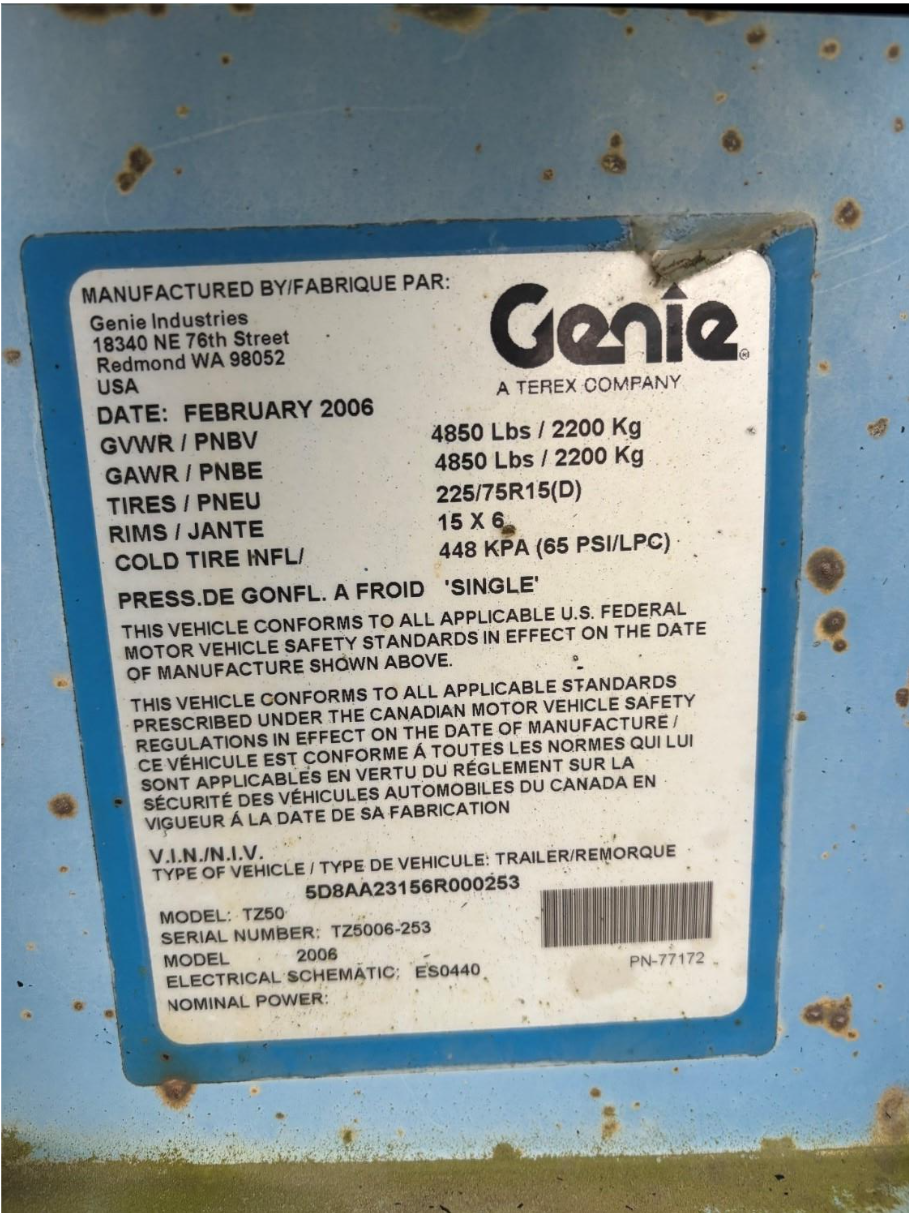 MANUFACTURED BY/FABRIQUE PAR:
Genie Industries
18340 NE 76th Street
Redmond WA 98052
USA
Genie®
A TEREX COMPANY
DATE: FEBRUARY 2006
GVWR / PNBV 4850 Lbs / 2200 Kg
GAWR / PNBE 4850 Lbs / 2200 Kg
TIRES / PNEU 225/75R15(D)
RIMS / JANTE 15 X 6
COLD TIRE INFL/ 448 KPA (65 PSI/LPC)
PRESS.DE GONFL. A FROID 'SINGLE'
THIS VEHICLE CONFORMS TO ALL APPLICABLE U.S. FEDERAL
MOTOR VEHICLE SAFETY STANDARDS IN EFFECT ON THE DATE
OF MANUFACTURE SHOWN ABOVE.
THIS VEHICLE CONFORMS TO ALL APPLICABLE STANDARDS
PRESCRIBED UNDER THE CANADIAN MOTOR VEHICLE SAFETY
REGULATIONS IN EFFECT ON THE DATE OF MANUFACTURE /
CE VÉHICULE EST CONFORME Á TOUTES LES NORMES QUI LUI
SONT APPLICABLES EN VERTU DU RÉGLEMENT SUR LA
SÉCURITÉ DES VÉHICULES AUTOMOBILES DU CANADA EN
VIGUEUR Á LA DATE DE SA FABRICATION
V.I.N./N.I.V.
TYPE OF VEHICLE / TYPE DE VEHICULE: TRAILER/REMORQUE
5D8AA23156R000253
MODEL: TZ50
SERIAL NUMBER: TZ5006-253
MODEL 2006
ELECTRICAL SCHEMATIC: ES0440
NOMINAL POWER:
PN-77172